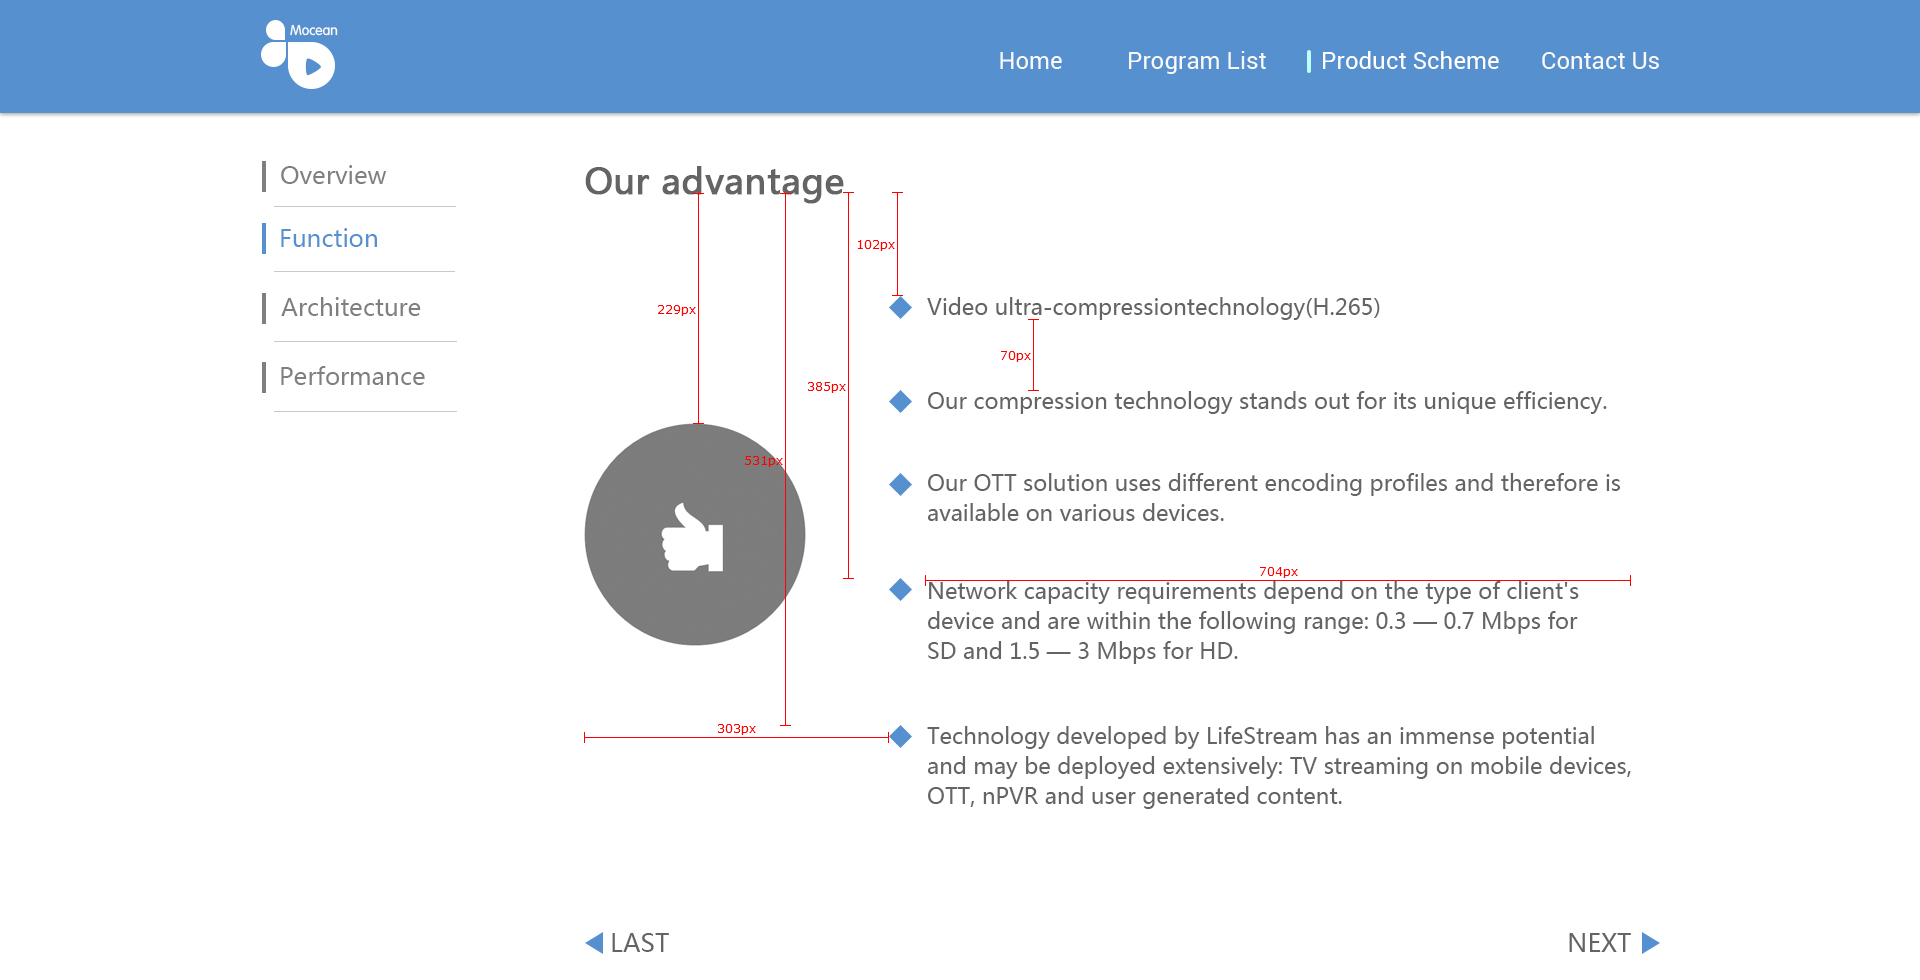 Mocean
Home
Program List
Product Scheme
Contact Us
Overview
Function
Architecture
Performance
Our advantage
102px
229px
Video ultra-compressiontechnology(H.265)
70px
385px
Our compression technology stands out for its unique efficiency.
531px
Our OTT solution uses different encoding profiles and therefore is
available on various devices.
704px
Network capacity requirements depend on the type of client's
device and are within the following range: 0.3 — 0.7 Mbps for
SD and 1.5 — 3 Mbps for HD.
303px
Technology developed by LifeStream has an immense potential
and may be deployed extensively: TV streaming on mobile devices,
OTT, nPVR and user generated content.
LAST
NEXT